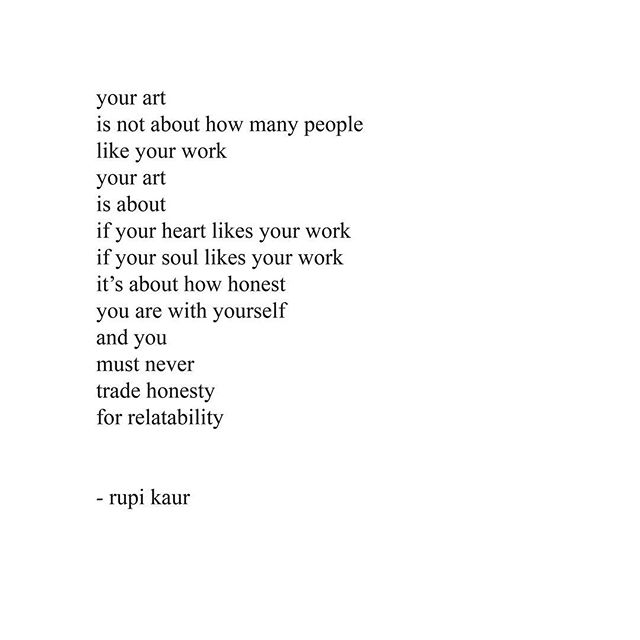 your art
is not about how many people
like your work
your art
is about
if your heart likes your work
if your soul likes your work
it’s about how honest
you are with yourself
and you
must never
trade honesty
for relatability
- rupi kaur